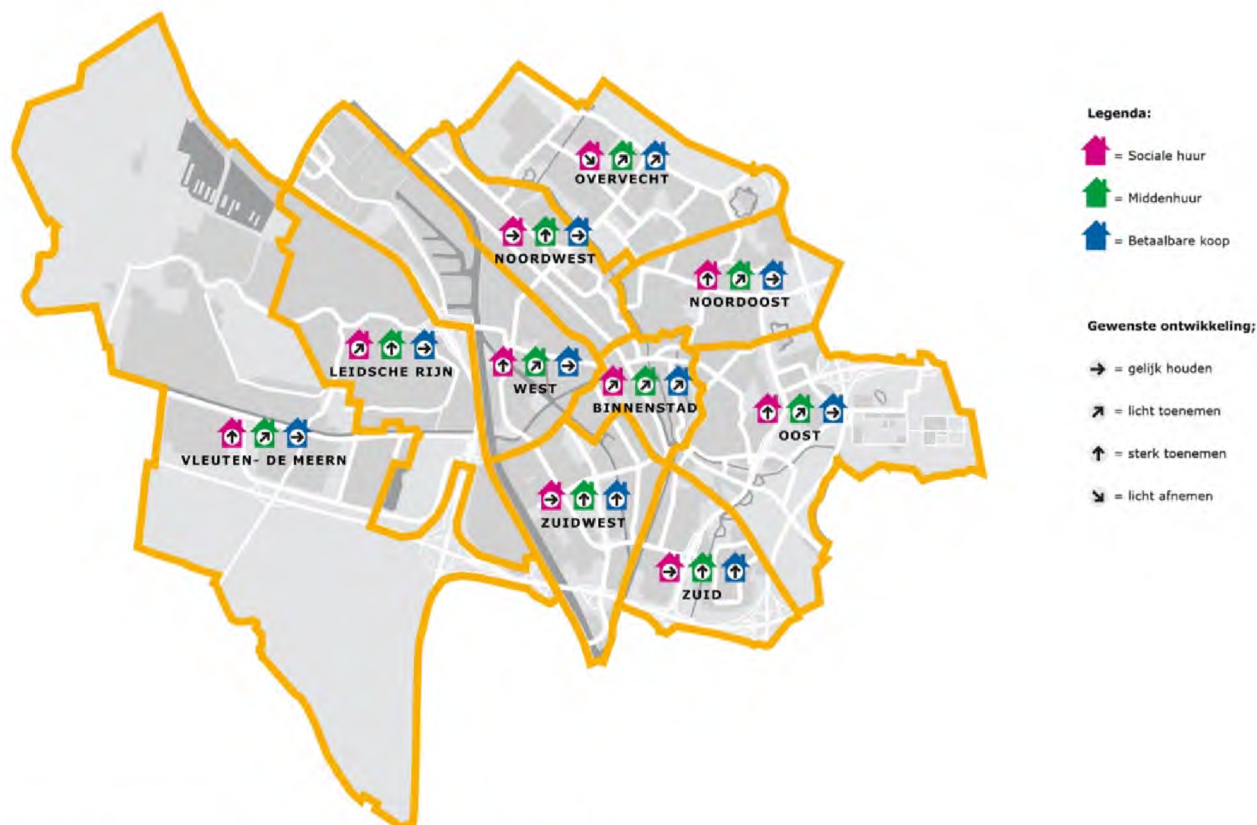 OVERVECHT
NOORDWEST
NOORDOOST
LEIDSCHE RIJN
WEST
BINNENSTAD
OOST
VLEUTEN- DE MEERN
ZUIDWEST
ZUID
Legenda:
= Sociale huur
= Middenhuur
= Betaalbare koop
Gewenste ontwikkeling;
→ = gelijk houden
↗ = licht toenemen
↑ = sterk toenemen
↘ = licht afnemen